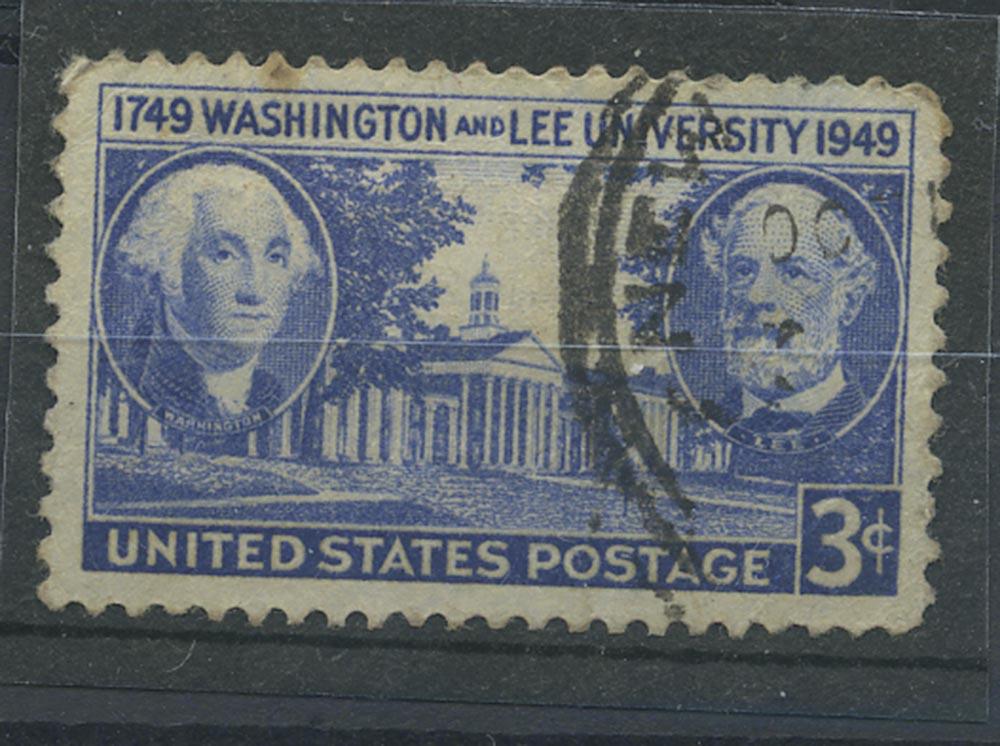 1749 WASHINGTON AND LEE UNIVERSITY 1949
WASHINGTON
LEE
UNITED STATES POSTAGE
3¢